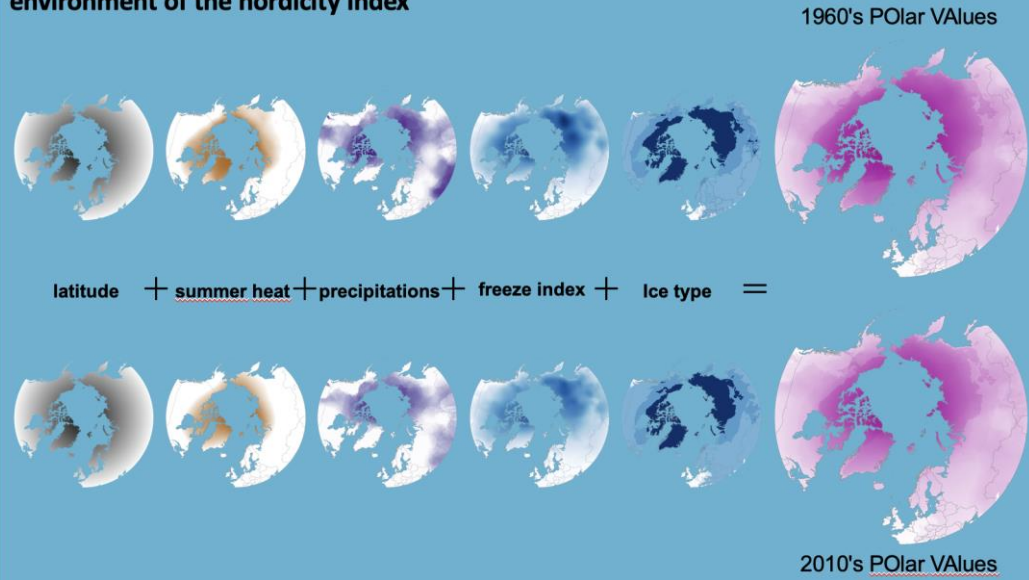 environment of the nordicity index
1960's POlar VAlues
latitude + summer heat + precipitations + freeze index + Ice type =
2010's POlar VAlues